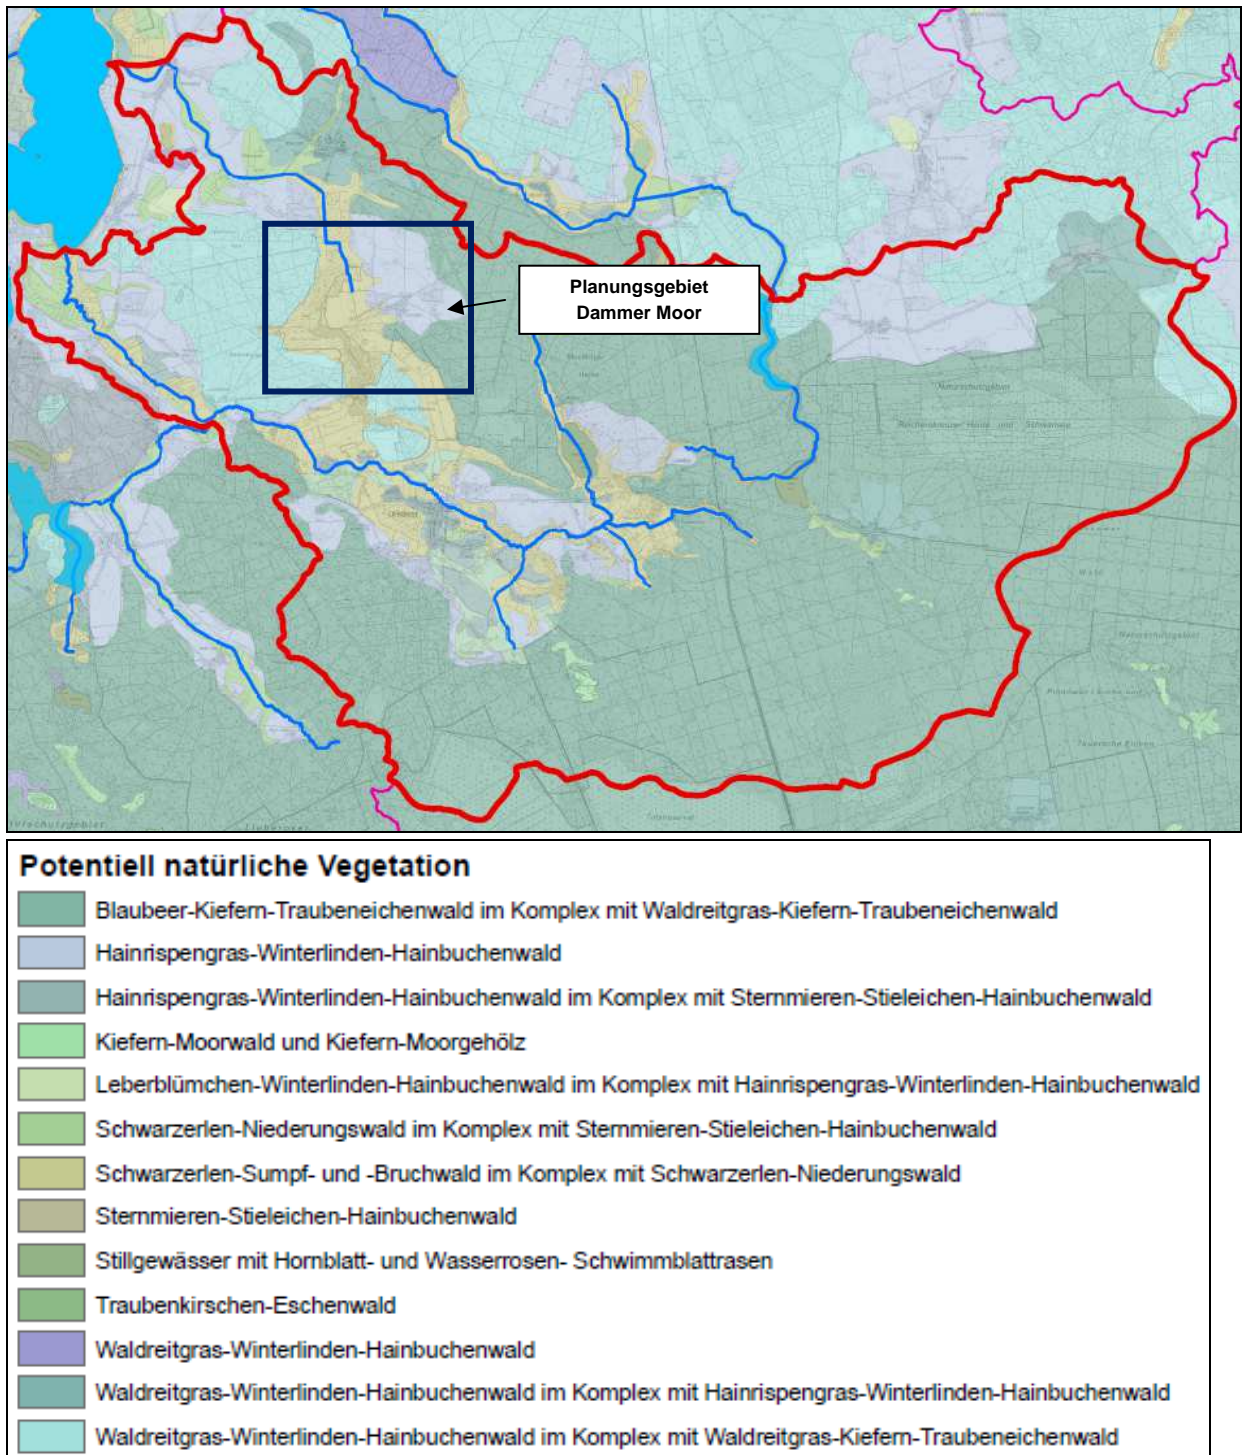 Planungsgebiet
Dammer Moor
Naturschutzgebiet
Naturschutzgebiet
Potentiell natürliche Vegetation
Blaubeer-Kiefern-Traubeneichenwald im Komplex mit Waldreitgras-Kiefern-Traubeneichenwald
Hainrispengras-Winterlinden-Hainbuchenwald
Hainrispengras-Winterlinden-Hainbuchenwald im Komplex mit Sternmieren-Stieleichen-Hainbuchenwald
Kiefern-Moorwald und Kiefern-Moorgehölz
Leberblümchen-Winterlinden-Hainbuchenwald im Komplex mit Hainrispengras-Winterlinden-Hainbuchenwald
Schwarzerlen-Niederungswald im Komplex mit Sternmieren-Stieleichen-Hainbuchenwald
Schwarzerlen-Sumpf- und -Bruchwald im Komplex mit Schwarzerlen-Niederungswald
Sternmieren-Stieleichen-Hainbuchenwald
Stillgewässer mit Hornblatt- und Wasserrosen- Schwimmblattrasen
Traubenkirschen-Eschenwald
Waldreitgras-Winterlinden-Hainbuchenwald
Waldreitgras-Winterlinden-Hainbuchenwald im Komplex mit Hainrispengras-Winterlinden-Hainbuchenwald
Waldreitgras-Winterlinden-Hainbuchenwald im Komplex mit Waldreitgras-Kiefern-Traubeneichenwald